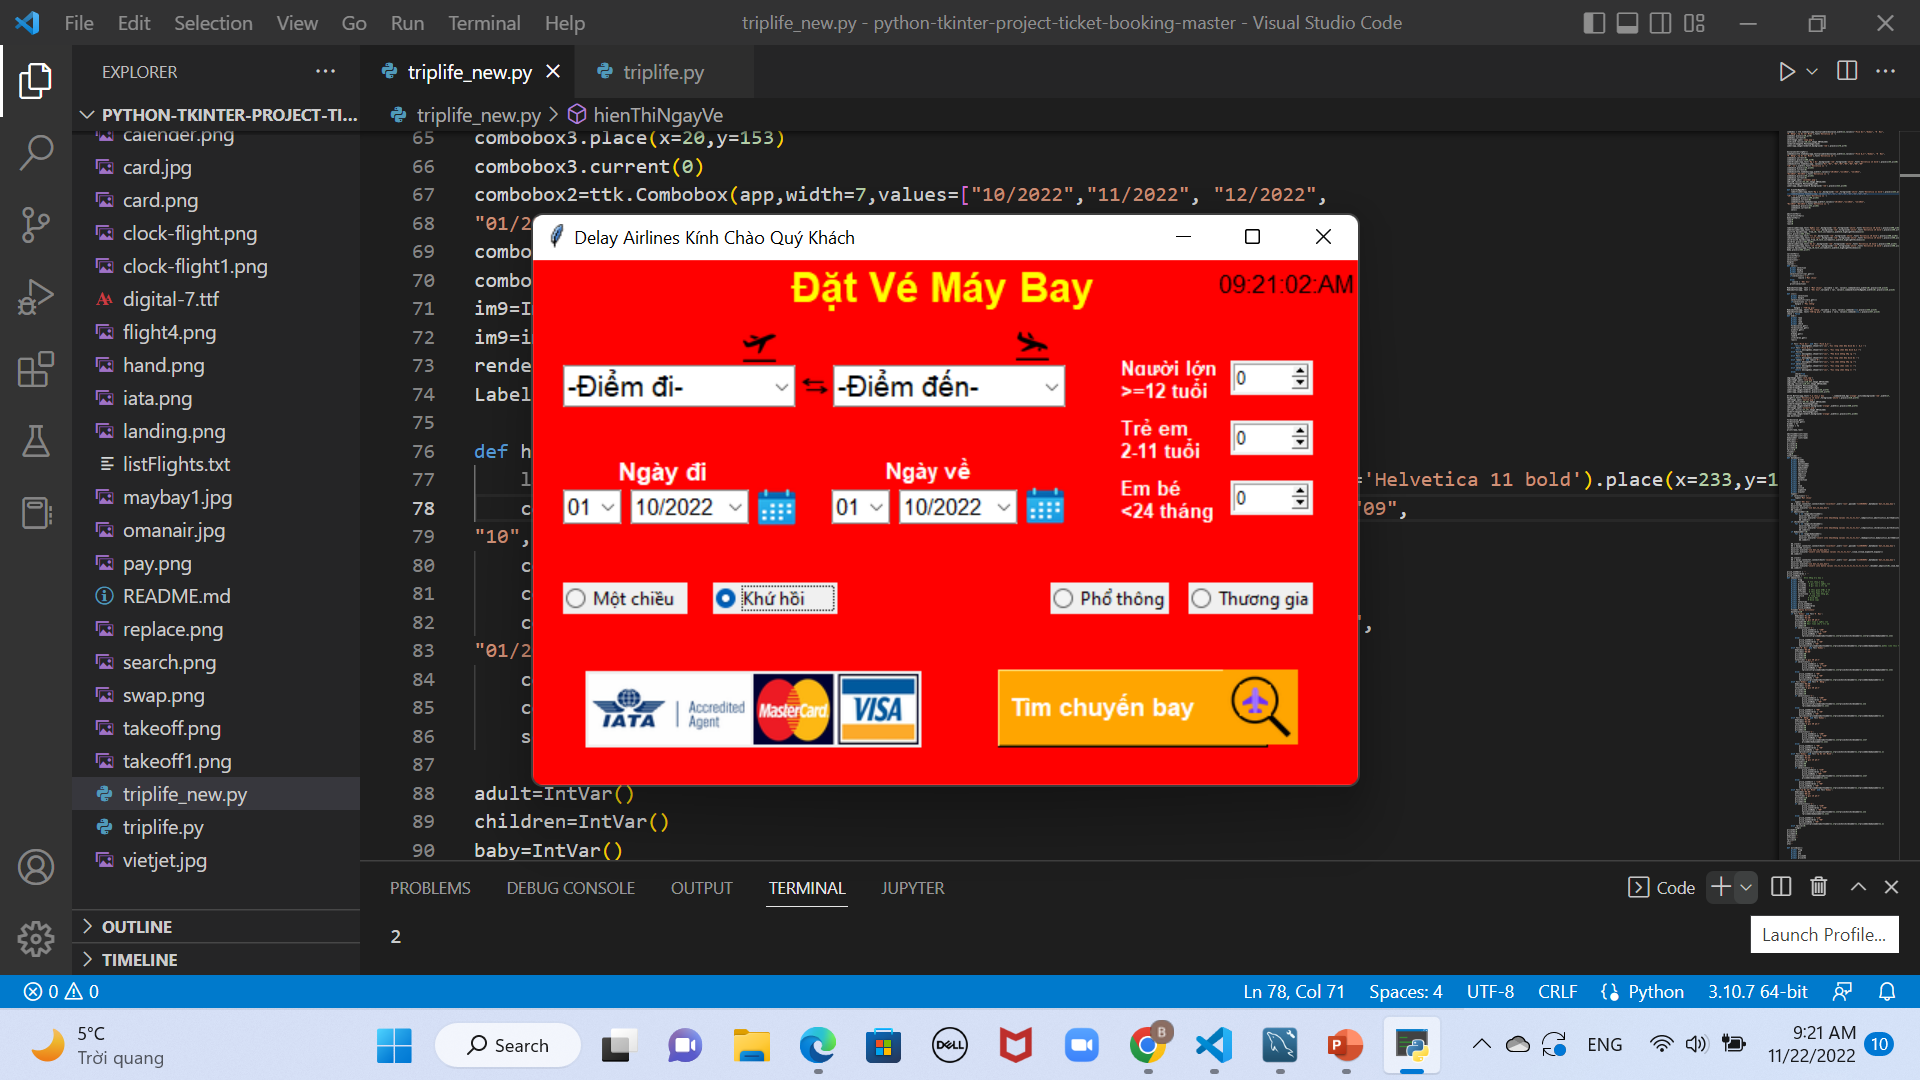 File Edit Selection View Go Run Terminal Help
triplife_new.py - python-tkinter-project-ticket-booking-master - Visual Studio Code
EXPLORER
PYTHON-TKINTER-PROJECT-TI...
calender.png
card.jpg
card.png
clock-flight.png
clock-flight1.png
digital-7.ttf
flight4.png
hand.png
iata.png
landing.png
listFlights.txt
maybay1.jpg
omanair.jpg
pay.png
README.md
replace.png
search.png
swap.png
takeoff.png
takeoff1.png
triplife_new.py
triplife.py
vietjet.jpg
OUTLINE
TIMELINE
triplife_new.py
triplife.py
triplife_new.py > hienThiNgayVe
65 combobox3.place(x=20,y=153)
66 combobox3.current(0)
67 combobox2=ttk.Combobox(app,width=7,values=["10/2022","11/2022", "12/2022",
68 "01/2
69 combo
70 combo
71 im9=I
72 im9=i
73 rende
74 Label
75
76 def h
77 l ='Helvetica 11 bold').place(x=233,y=1
78 c "09",
79 "10",
80 c
81 c
82 c ",
83 "01/2
84 c
85 c
86 s
87
88 adult=IntVar()
89 children=IntVar()
90 baby=IntVar()
Delay Airlines Kính Chào Quý Khách
Đặt Vé Máy Bay
09:21:02:AM
-Điểm đi-
-Điểm đến-
Người lớn
>=12 tuổi
0
Trẻ em
2-11 tuổi
0
Em bé
<24 tháng
0
Ngày đi
01 10/2022
Ngày về
01 10/2022
Một chiều
Khứ hồi
Phổ thông
Thương gia
IATA Accredited
Agent
MasterCard
VISA
Tìm chuyến bay
PROBLEMS DEBUG CONSOLE OUTPUT TERMINAL JUPYTER
Code
Launch Profile...
2
0 0
Ln 78, Col 71 Spaces: 4 UTF-8 CRLF Python 3.10.7 64-bit
5°C
Trời quang
Search
DELL
B
P
ENG
9:21 AM
11/22/2022
10